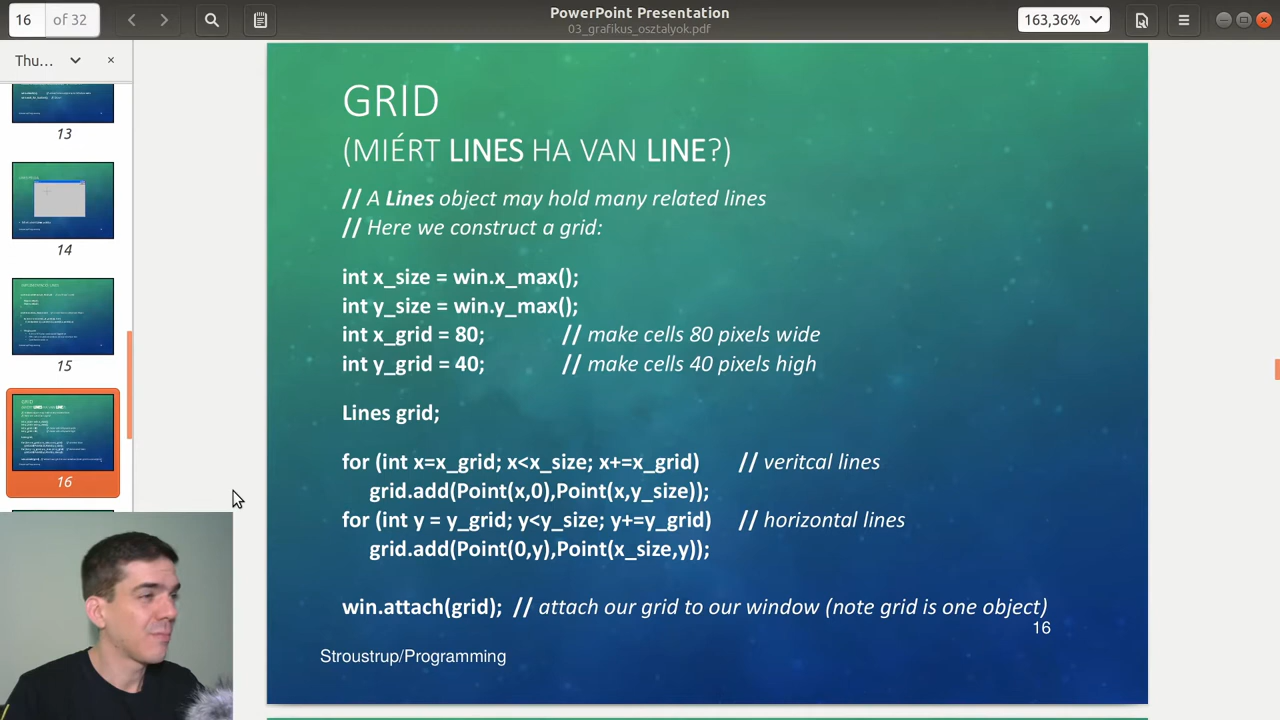 16 of 32
PowerPoint Presentation
03_grafikus_osztalyok.pdf
163,36%
Thu...
13
14
15
16
GRID
(MIÉRT LINES HA VAN LINE?)
// A Lines object may hold many related lines
// Here we construct a grid:
int x_size = win.x_max();
int y_size = win.y_max();
int x_grid = 80; // make cells 80 pixels wide
int y_grid = 40; // make cells 40 pixels high
Lines grid;
for (int x=x_grid; x<x_size; x+=x_grid) // veritcal lines
grid.add(Point(x,0),Point(x,y_size));
for (int y = y_grid; y<y_size; y+=y_grid) // horizontal lines
grid.add(Point(0,y),Point(x_size,y));
win.attach(grid); // attach our grid to our window (note grid is one object)
16
Stroustrup/Programming